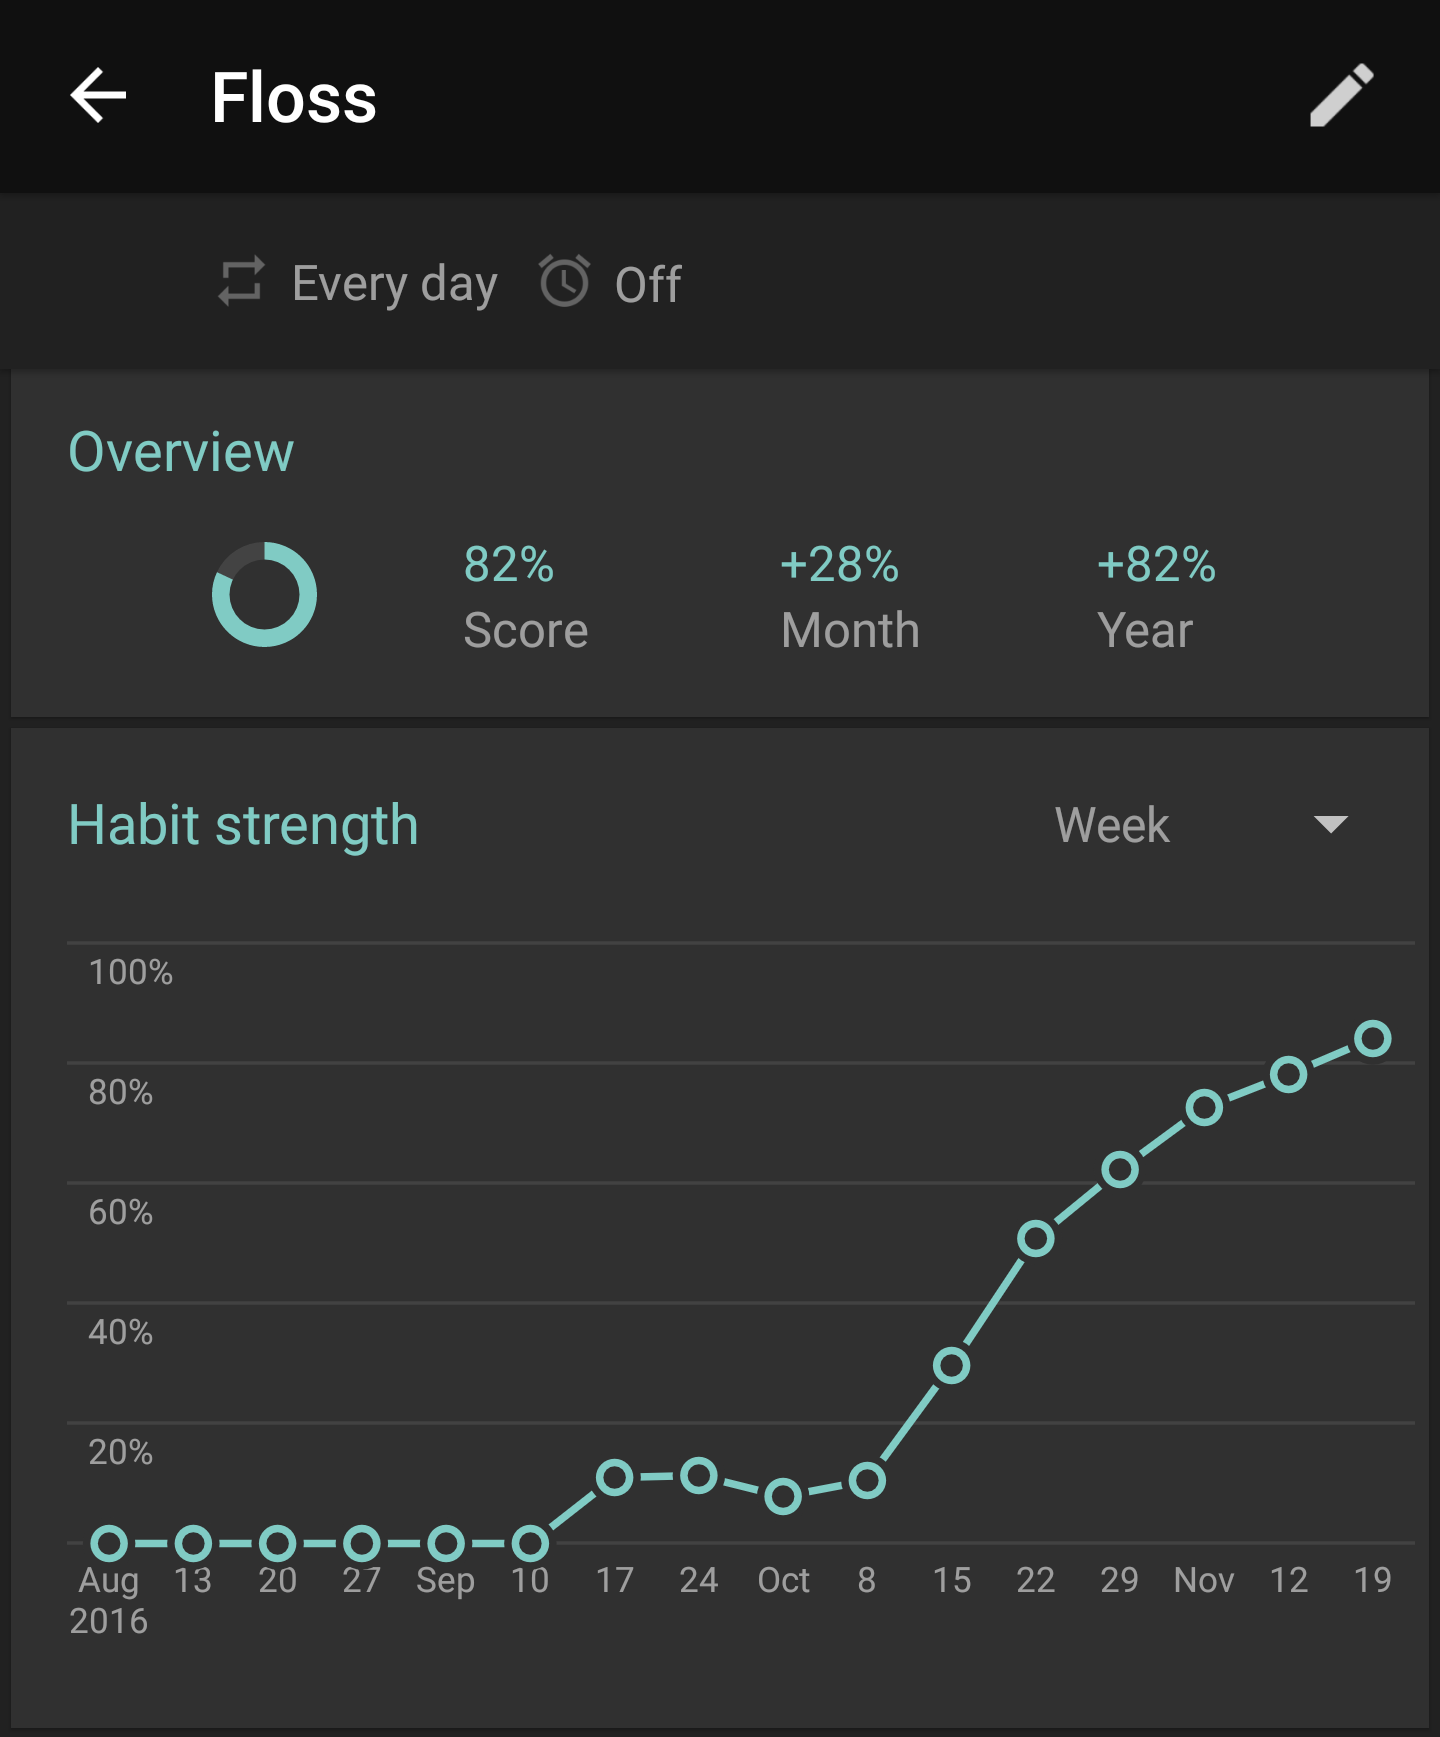 Floss
Every day Off
Overview
82% +28% +82%
Score Month Year
Habit strength Week
100%
80%
60%
40%
20%
Aug 13 20 27 Sep 10 17 24 Oct 8 15 22 29 Nov 12 19
2016